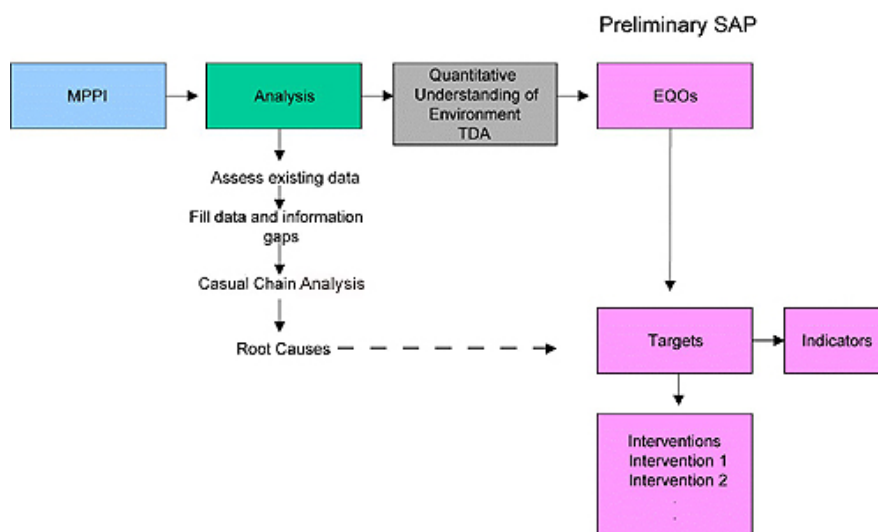 Preliminary SAP
MPPI
Analysis
Quantitative
Understanding of
Environment
TDA
EQOs
Assess existing data
Fill data and information
gaps
Casual Chain Analysis
Root Causes
Targets
Indicators
Interventions
Intervention 1
Intervention 2
.
.